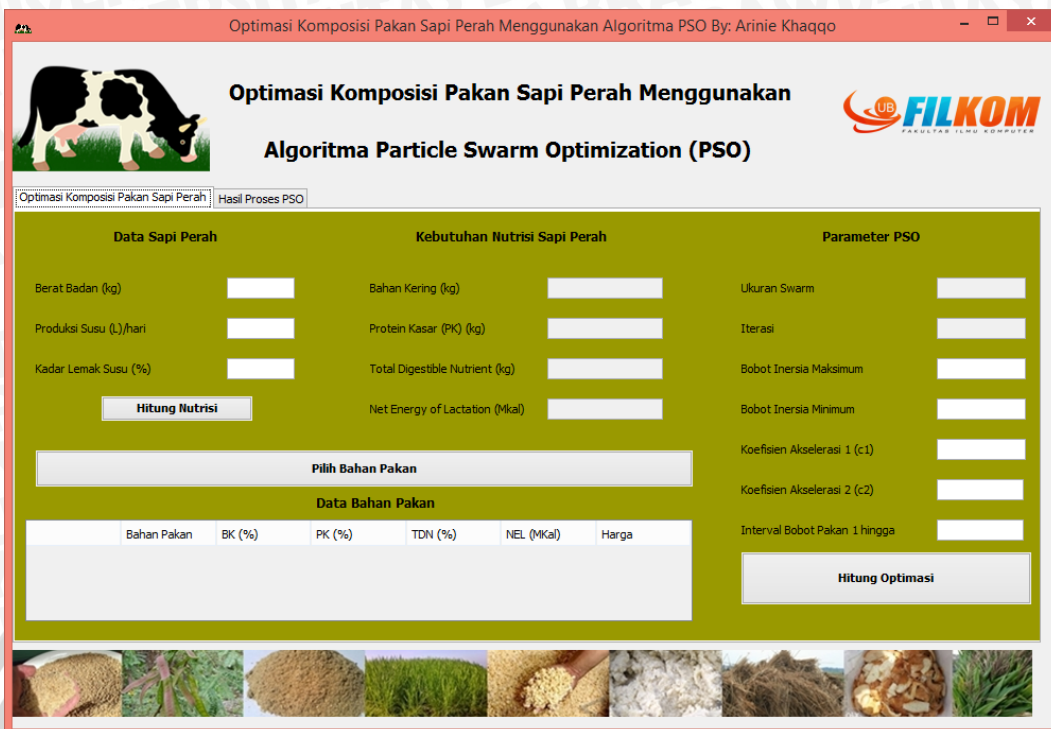 Optimasi Komposisi Pakan Sapi Perah Menggunakan Algoritma PSO By: Arinie Khaqqo
Optimasi Komposisi Pakan Sapi Perah Menggunakan
Algoritma Particle Swarm Optimization (PSO)
UB FILKOM
FAKULTAS ILMU KOMPUTER
Optimasi Komposisi Pakan Sapi Perah Hasil Proses PSO
Data Sapi Perah
Berat Badan (kg)
Produksi Susu (L)/hari
Kadar Lemak Susu (%)
Hitung Nutrisi
Kebutuhan Nutrisi Sapi Perah
Bahan Kering (kg)
Protein Kasar (PK) (kg)
Total Digestible Nutrient (kg)
Net Energy of Lactation (Mkal)
Pilih Bahan Pakan
Data Bahan Pakan
Bahan Pakan BK (%) PK (%) TDN (%) NEL (MKal) Harga
Parameter PSO
Ukuran Swarm
Iterasi
Bobot Inersia Maksimum
Bobot Inersia Minimum
Koefisien Akselerasi 1 (c1)
Koefisien Akselerasi 2 (c2)
Interval Bobot Pakan 1 hingga
Hitung Optimasi